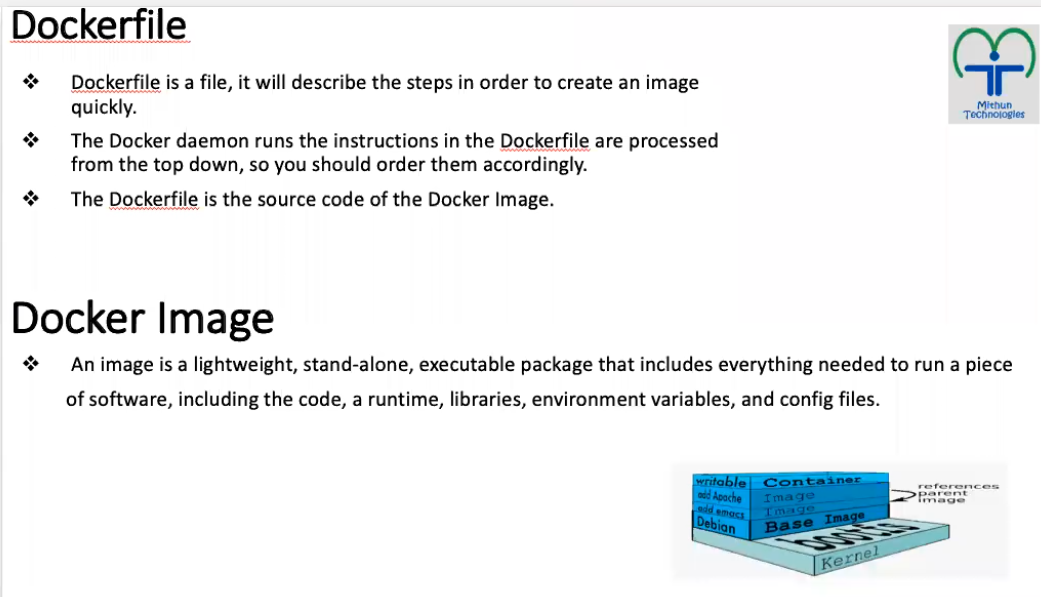 Dockerfile
❖ Dockerfile is a file, it will describe the steps in order to create an image
quickly.
❖ The Docker daemon runs the instructions in the Dockerfile are processed
from the top down, so you should order them accordingly.
❖ The Dockerfile is the source code of the Docker Image.
Mithun
Technologies
Docker Image
❖ An image is a lightweight, stand-alone, executable package that includes everything needed to run a piece
of software, including the code, a runtime, libraries, environment variables, and config files.
writable Container
add Apache Image
add emacs Image
Debian Base Image
references
parent
image
bootfs
Kernel